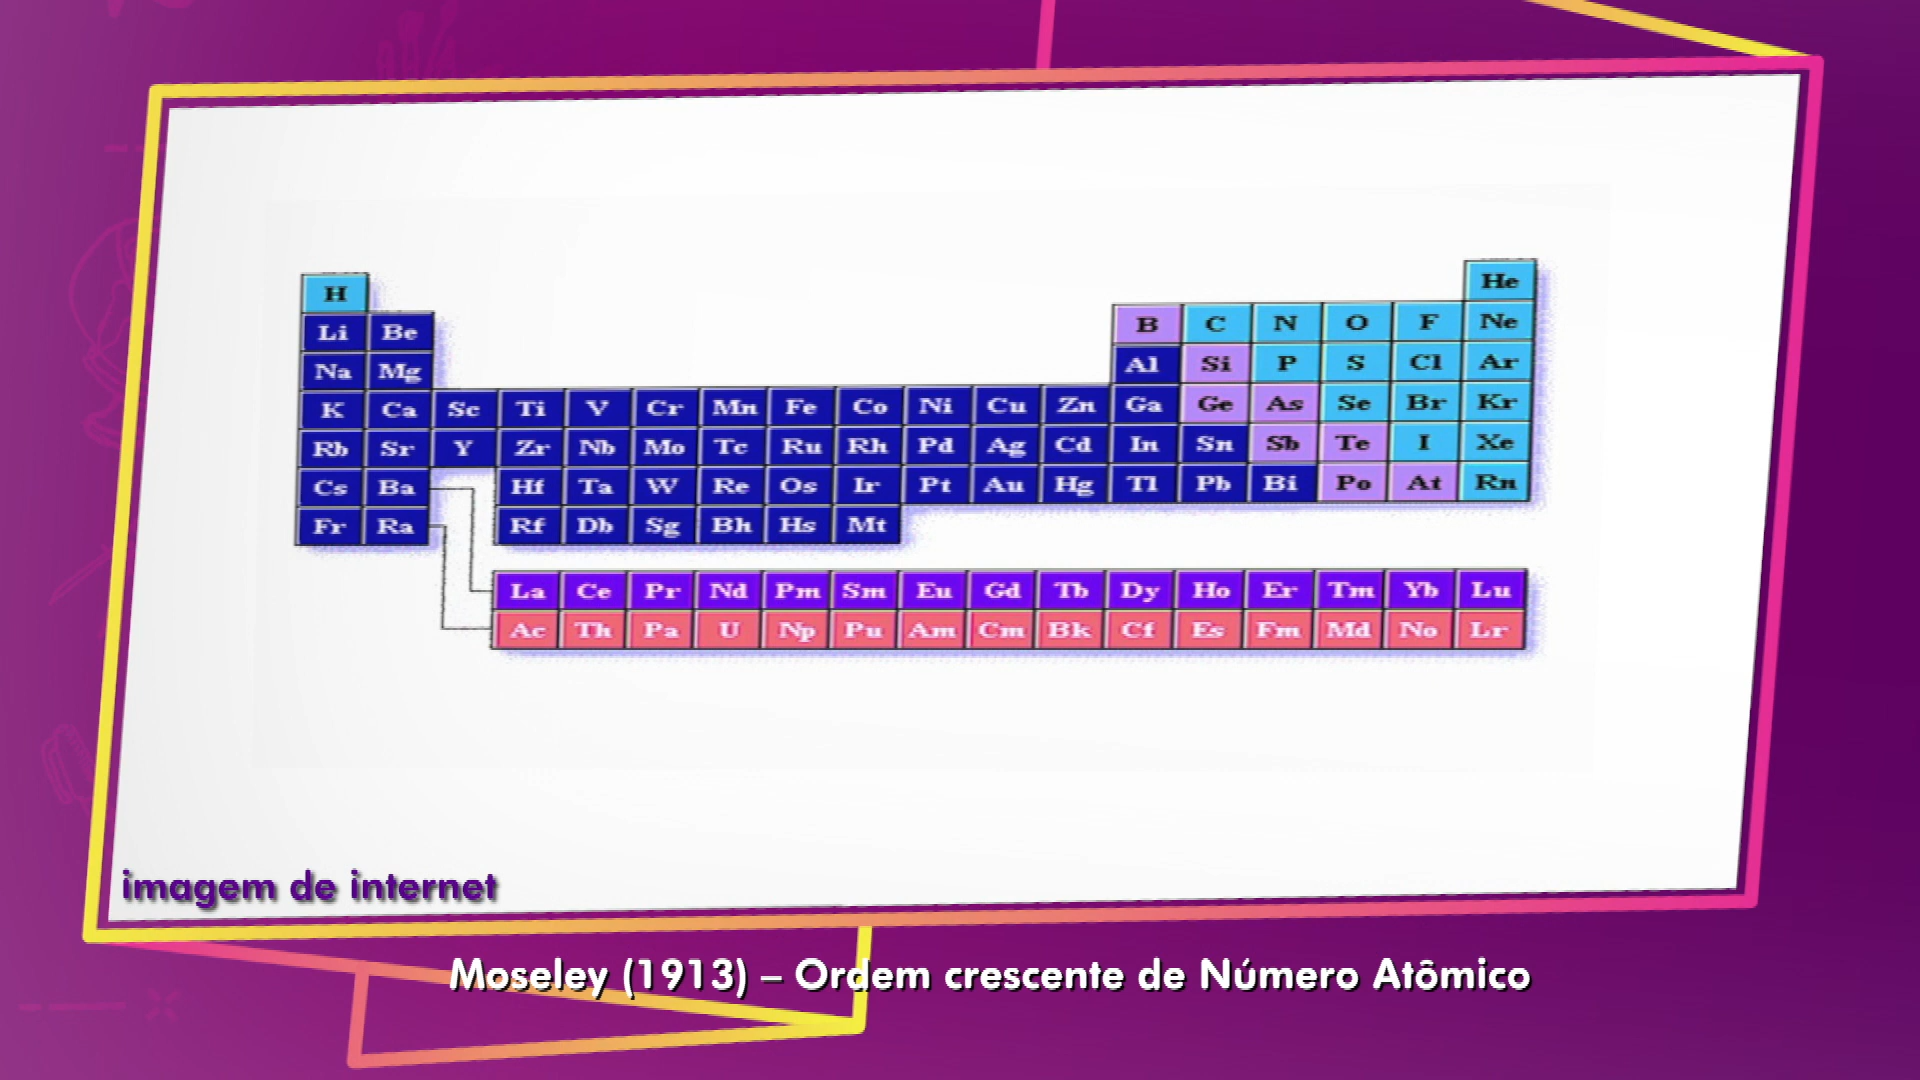 H He
Li Be B C N O F Ne
Na Mg Al Si P S Cl Ar
K Ca Sc Ti V Cr Mn Fe Co Ni Cu Zn Ga Ge As Se Br Kr
Rb Sr Y Zr Nb Mo Tc Ru Rh Pd Ag Cd In Sn Sb Te I Xe
Cs Ba Hf Ta W Re Os Ir Pt Au Hg Tl Pb Bi Po At Rn
Fr Ra Rf Db Sg Bh Hs Mt
La Ce Pr Nd Pm Sm Eu Gd Tb Dy Ho Er Tm Yb Lu
Ac Th Pa U Np Pu Am Cm Bk Cf Es Fm Md No Lr
imagem de internet
Moseley (1913) – Ordem crescente de Número Atômico